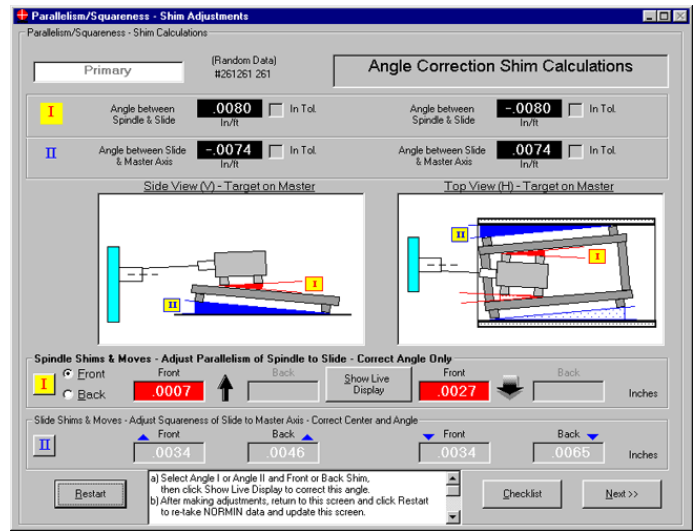 Parallelism/Squareness - Shim Adjustments
Parallelism/Squareness - Shim Calculations
Primary
(Random Data)
#261261 261
Angle Correction Shim Calculations
I
Angle between
Spindle & Slide
.0080
In/ft
In Tol.
Angle between
Spindle & Slide
-.0080
In/ft
In Tol.
II
Angle between Slide
& Master Axis
-.0074
In/ft
In Tol.
Angle between Slide
& Master Axis
.0074
In/ft
In Tol.
Side View (V) - Target on Master
Top View (H) - Target on Master
I
II
II
I
Spindle Shims & Moves - Adjust Parallelism of Spindle to Slide - Correct Angle Only
I
Front
Back
Front
.0007
Back
Show Live
Display
Front
.0027
Back
Inches
Slide Shims & Moves - Adjust Squareness of Slide to Master Axis - Correct Center and Angle
II
Front
.0034
Back
.0046
Front
.0034
Back
.0065
Inches
Restart
a) Select Angle I or Angle II and Front or Back Shim,
then click Show Live Display to correct this angle.
b) After making adjustments, return to this screen and click Restart
to re-take NORMIN data and update this screen.
Checklist
Next >>